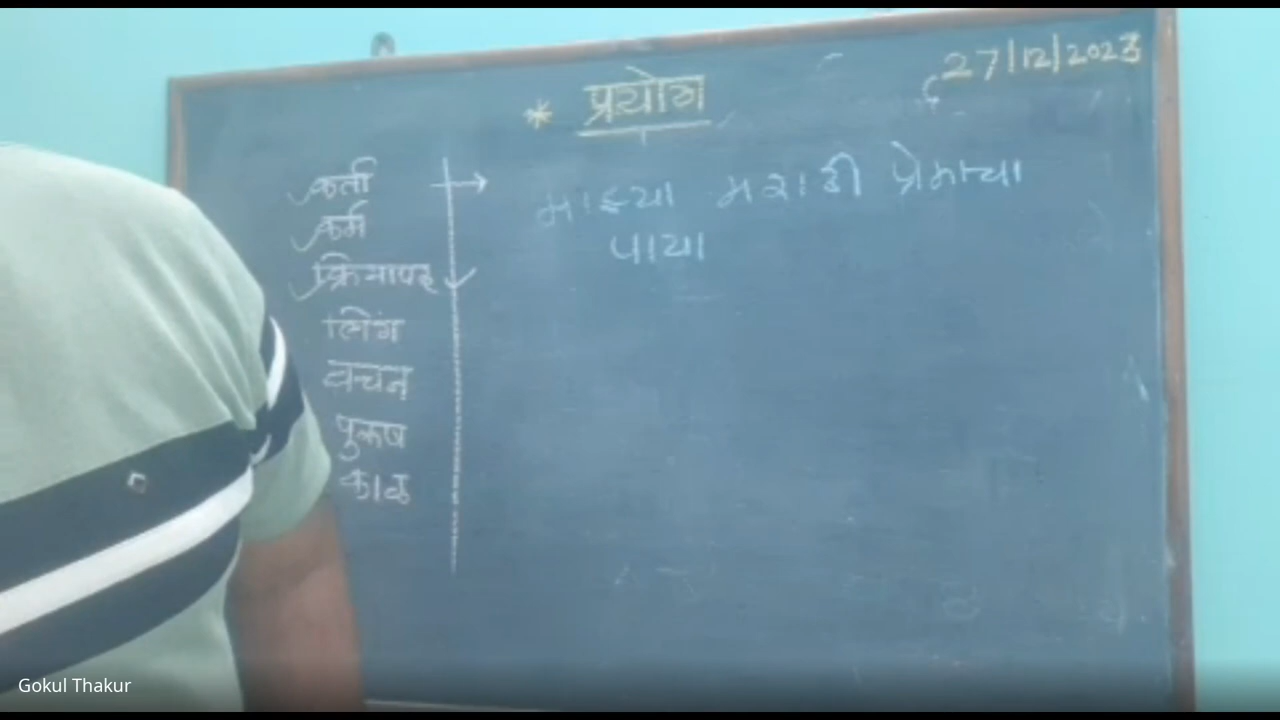 27/12/2023
* प्रयोग
कर्ता
माझ्या मराठी प्रेमाच्या
कर्म
पाया
क्रियापद
लिंग
वचन
पुरुष
काळ
Gokul Thakur